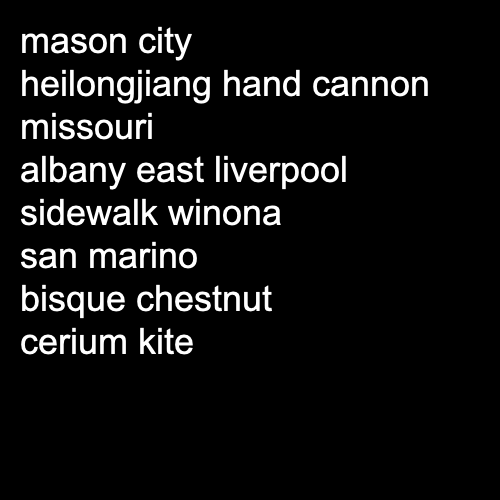 mason city
heilongjiang hand cannon
missouri
albany east liverpool
sidewalk winona
san marino
bisque chestnut
cerium kite